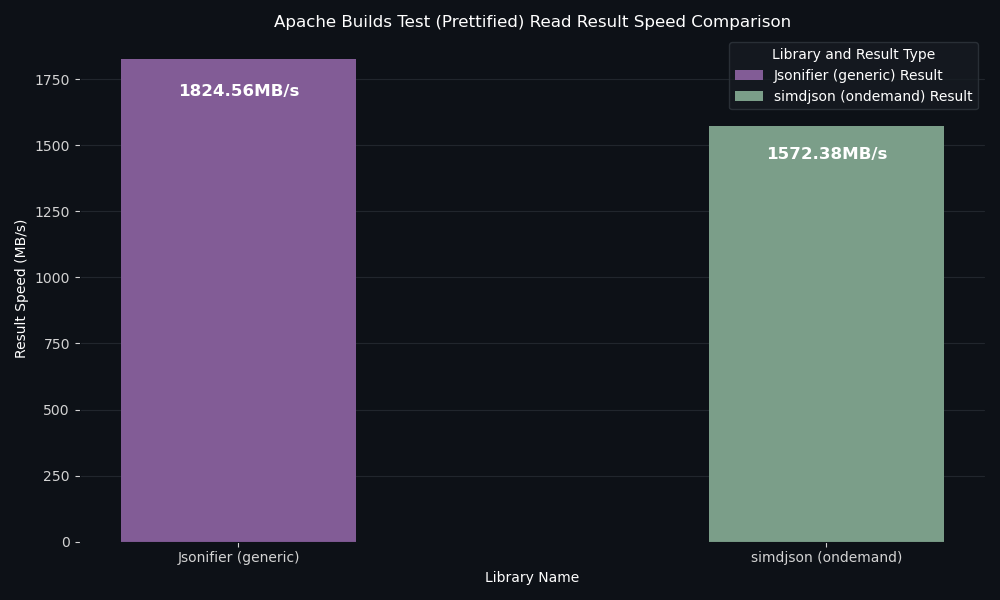 Apache Builds Test (Prettified) Read Result Speed Comparison
Library and Result Type
Jsonifier (generic) Result
simdjson (ondemand) Result
1824.56MB/s
1572.38MB/s
Result Speed (MB/s)
1750
1500
1250
1000
750
500
250
0
Jsonifier (generic)
simdjson (ondemand)
Library Name